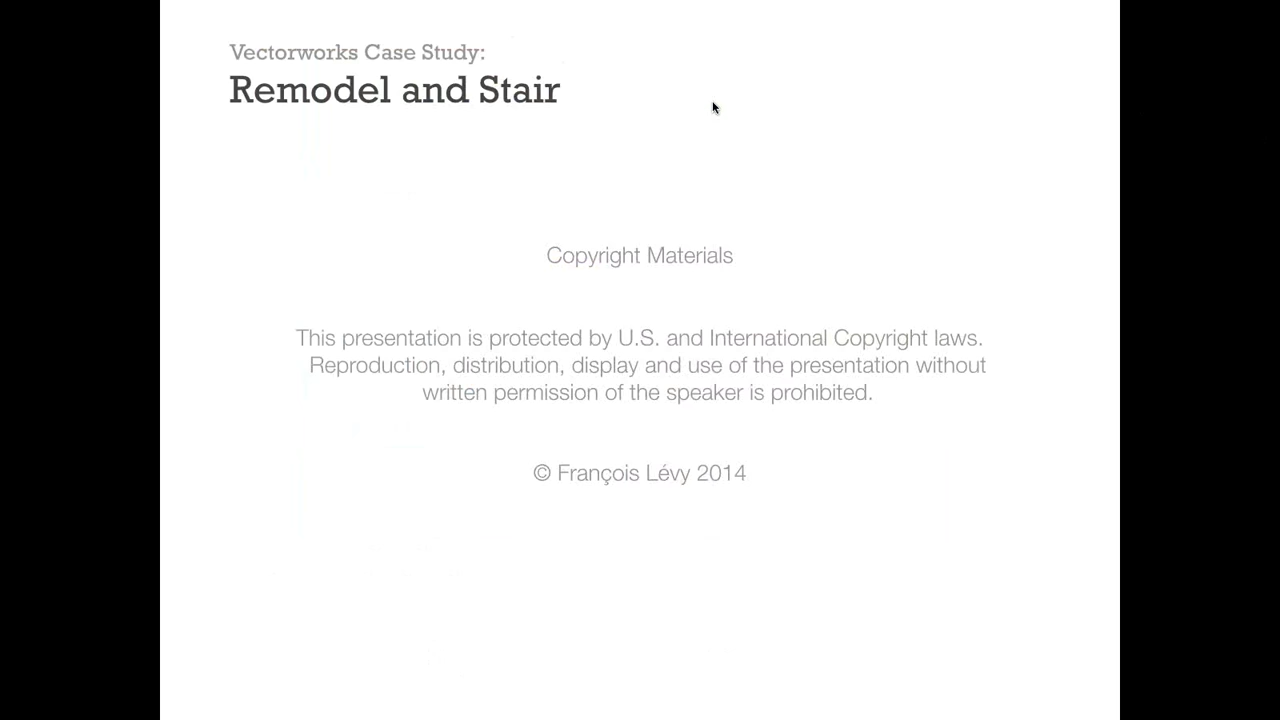 Vectorworks Case Study:
Remodel and Stair
Copyright Materials
This presentation is protected by U.S. and International Copyright laws.
Reproduction, distribution, display and use of the presentation without
written permission of the speaker is prohibited.
© François Lévy 2014